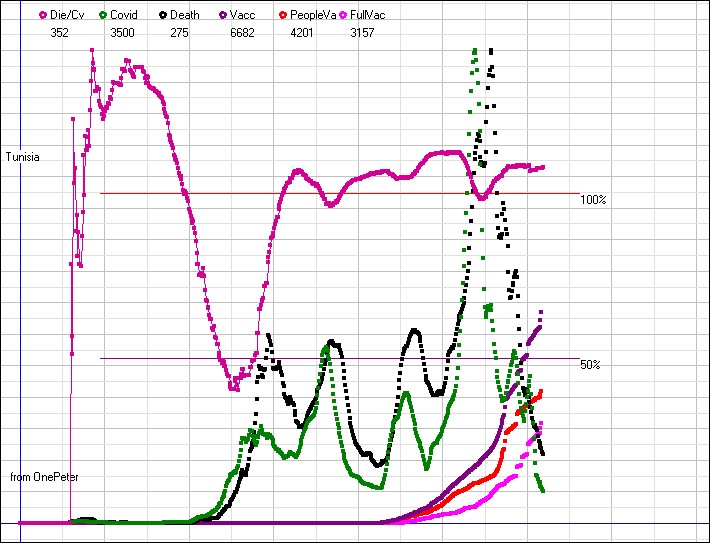 Die/Cv Covid Death Vacc PeopleVa FullVac
352 3500 275 6682 4201 3157
Tunisia
100%
50%
from OnePeter